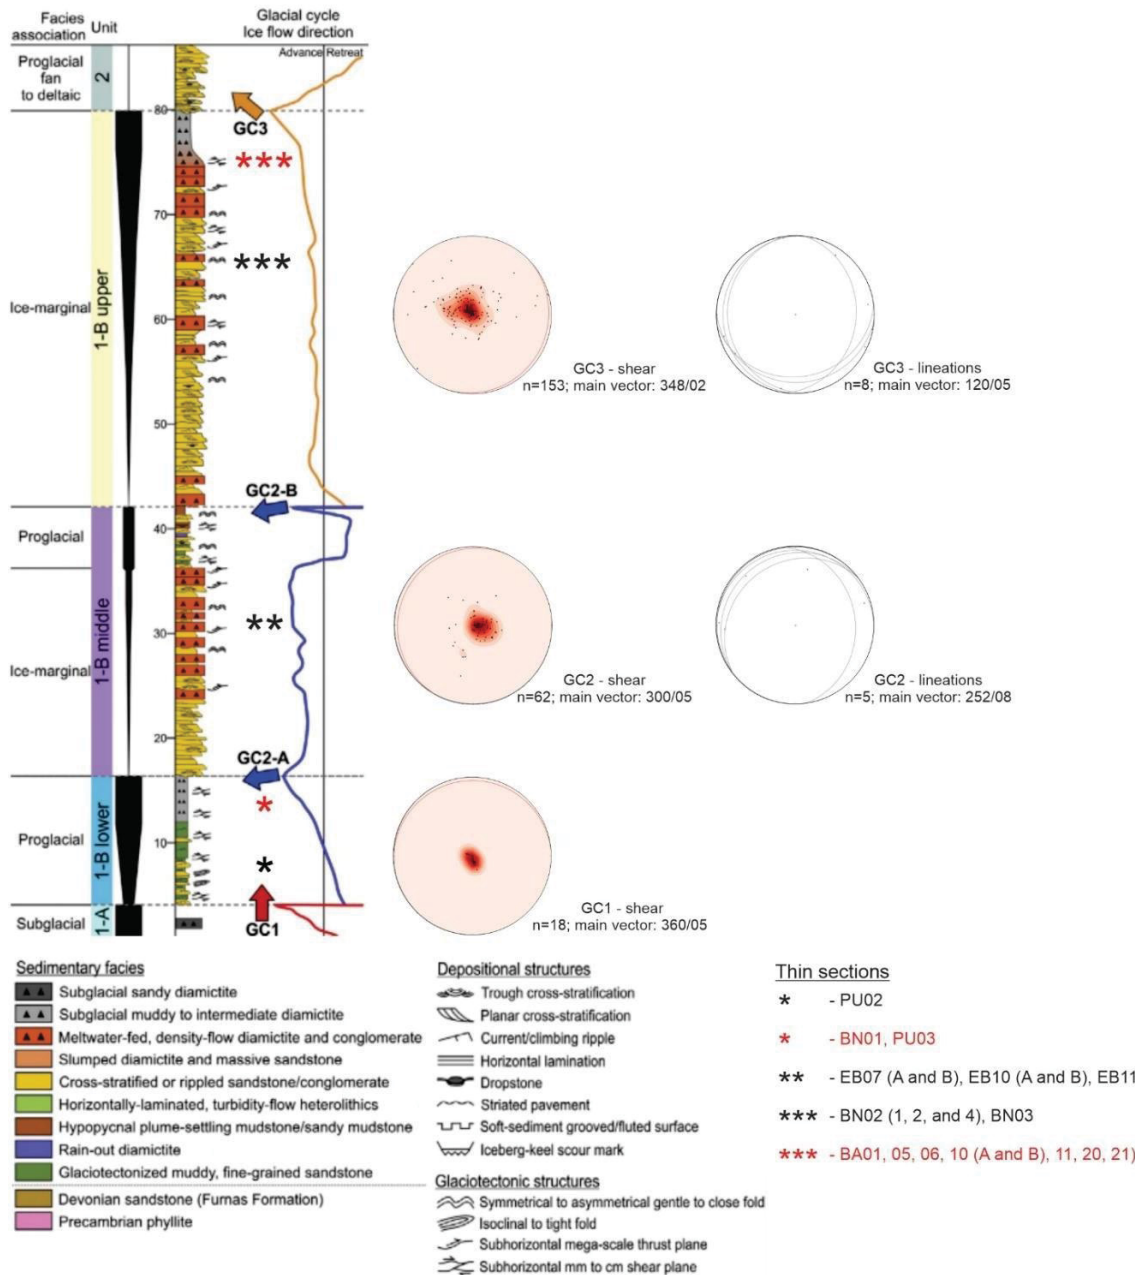 Facies
association
Unit
Glacial cycle
Ice flow direction
Advance
Retreat
Proglacial
fan
to deltaic
2
80
GC3
***
70
***
Ice-marginal
1-B upper
60
50
GC2-B
Proglacial
40
1-B middle
**
30
Ice-marginal
20
GC2-A
*
1-B lower
10
Proglacial
*
1-A
Subglacial
GC1
GC3 - shear
n=153; main vector: 348/02
GC3 - lineations
n=8; main vector: 120/05
GC2 - shear
n=62; main vector: 300/05
GC2 - lineations
n=5; main vector: 252/08
GC1 - shear
n=18; main vector: 360/05
Sedimentary facies
Subglacial sandy diamictite
Subglacial muddy to intermediate diamictite
Meltwater-fed, density-flow diamictite and conglomerate
Slumped diamictite and massive sandstone
Cross-stratified or rippled sandstone/conglomerate
Horizontally-laminated, turbidity-flow heterolithics
Hypopycnal plume-settling mudstone/sandy mudstone
Rain-out diamictite
Glaciotectonized muddy, fine-grained sandstone
Devonian sandstone (Furnas Formation)
Precambrian phyllite
Depositional structures
Trough cross-stratification
Planar cross-stratification
Current/climbing ripple
Horizontal lamination
Dropstone
Striated pavement
Soft-sediment grooved/fluted surface
Iceberg-keel scour mark
Glaciotectonic structures
Symmetrical to asymmetrical gentle to close fold
Isoclinal to tight fold
Subhorizontal mega-scale thrust plane
Subhorizontal mm to cm shear plane
Thin sections
* - PU02
* - BN01, PU03
** - EB07 (A and B), EB10 (A and B), EB11
*** - BN02 (1, 2, and 4), BN03
*** - BA01, 05, 06, 10 (A and B), 11, 20, 21)